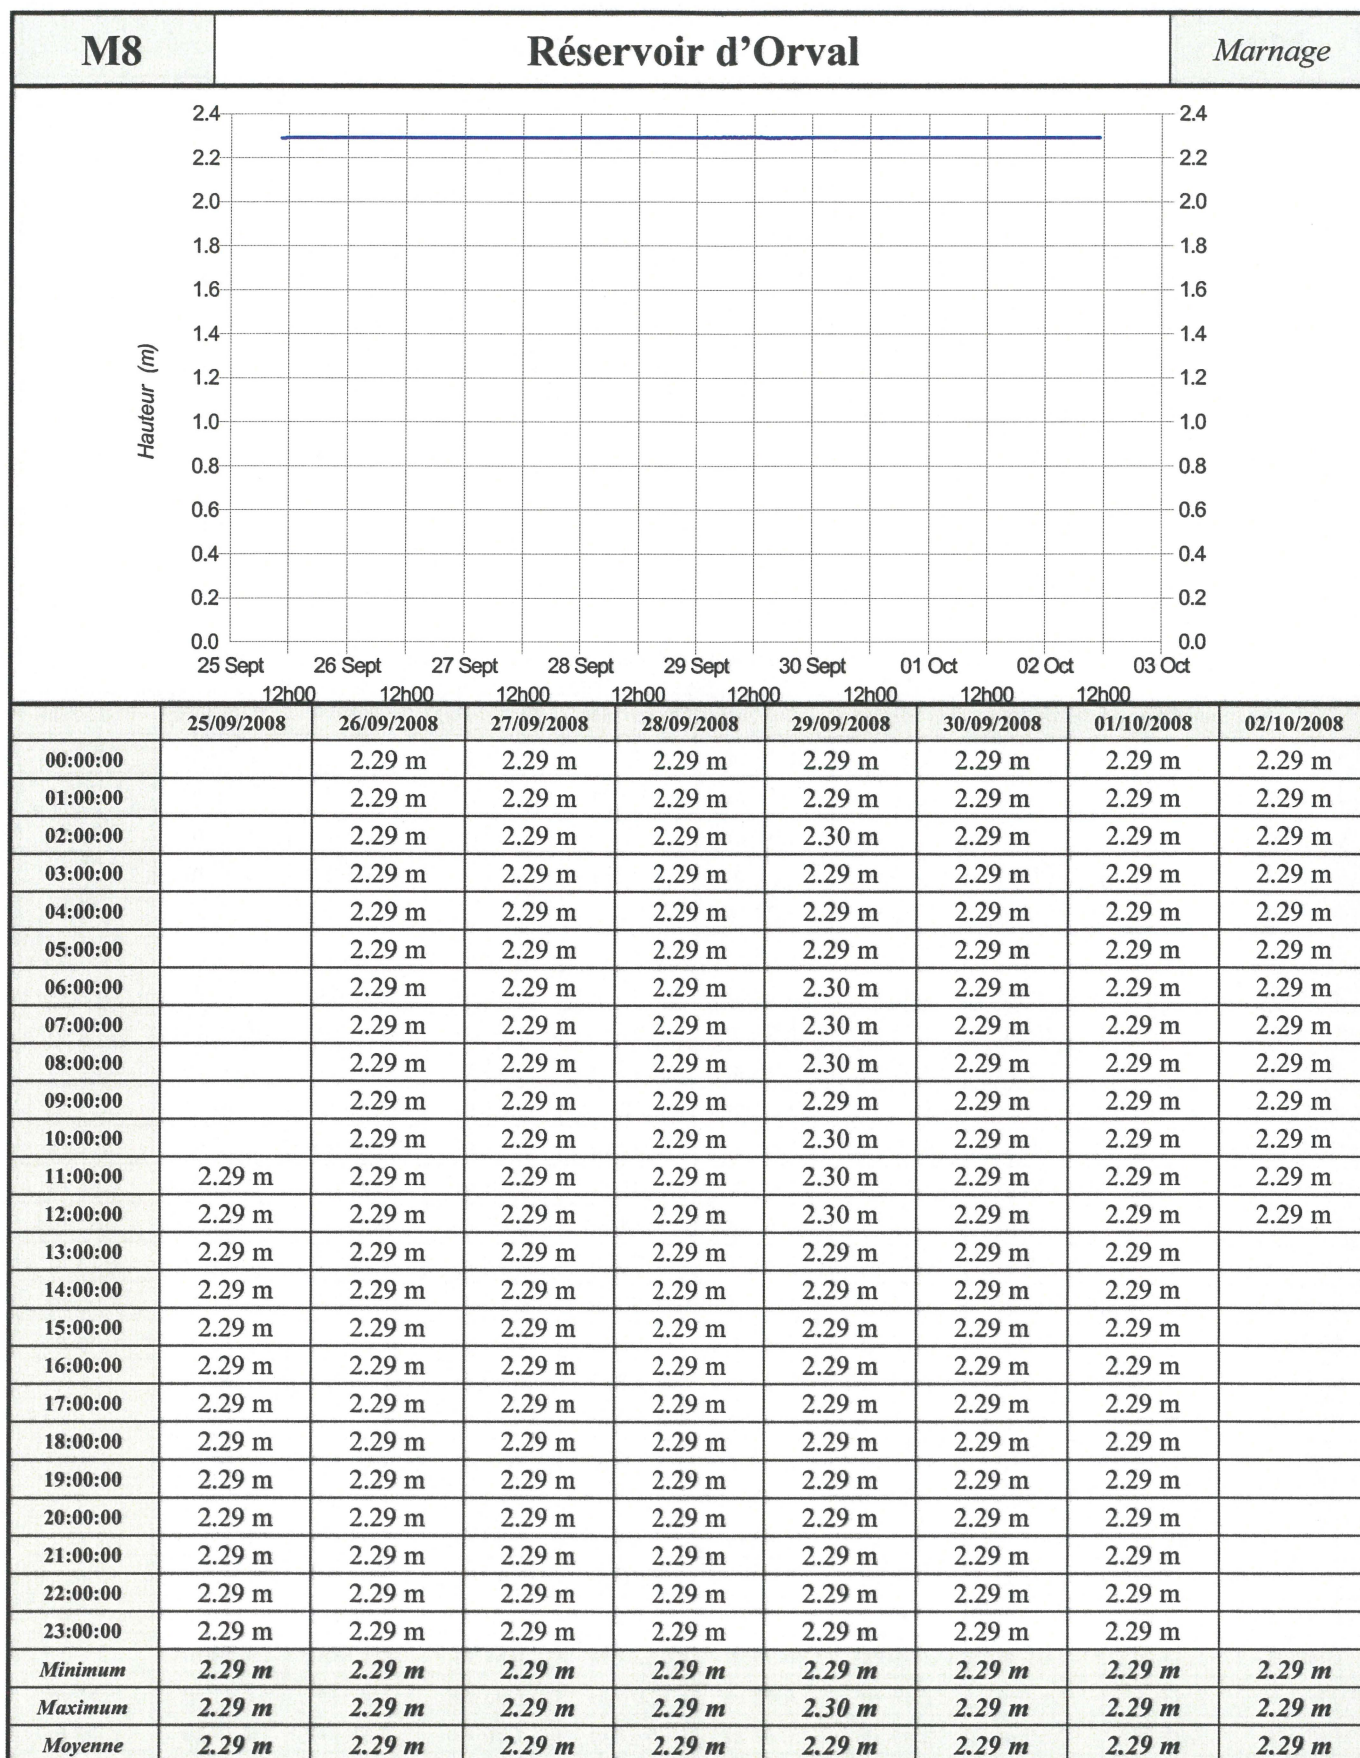 M8 Réservoir d'Orval Marnage
2.4 2.4
2.2 2.2
2.0 2.0
1.8 1.8
1.6 1.6
1.4 1.4
1.2 1.2
1.0 1.0
0.8 0.8
0.6 0.6
0.4 0.4
0.2 0.2
0.0 0.0
Hauteur (m)
25 Sept 26 Sept 27 Sept 28 Sept 29 Sept 30 Sept 01 Oct 02 Oct 03 Oct
12h00 12h00 12h00 12h00 12h00 12h00 12h00 12h00
25/09/2008 26/09/2008 27/09/2008 28/09/2008 29/09/2008 30/09/2008 01/10/2008 02/10/2008
00:00:00 2.29 m 2.29 m 2.29 m 2.29 m 2.29 m 2.29 m 2.29 m
01:00:00 2.29 m 2.29 m 2.29 m 2.29 m 2.29 m 2.29 m 2.29 m
02:00:00 2.29 m 2.29 m 2.29 m 2.30 m 2.29 m 2.29 m 2.29 m
03:00:00 2.29 m 2.29 m 2.29 m 2.29 m 2.29 m 2.29 m 2.29 m
04:00:00 2.29 m 2.29 m 2.29 m 2.29 m 2.29 m 2.29 m 2.29 m
05:00:00 2.29 m 2.29 m 2.29 m 2.29 m 2.29 m 2.29 m 2.29 m
06:00:00 2.29 m 2.29 m 2.29 m 2.30 m 2.29 m 2.29 m 2.29 m
07:00:00 2.29 m 2.29 m 2.29 m 2.30 m 2.29 m 2.29 m 2.29 m
08:00:00 2.29 m 2.29 m 2.29 m 2.30 m 2.29 m 2.29 m 2.29 m
09:00:00 2.29 m 2.29 m 2.29 m 2.29 m 2.29 m 2.29 m 2.29 m
10:00:00 2.29 m 2.29 m 2.29 m 2.30 m 2.29 m 2.29 m 2.29 m
11:00:00 2.29 m 2.29 m 2.29 m 2.29 m 2.30 m 2.29 m 2.29 m 2.29 m
12:00:00 2.29 m 2.29 m 2.29 m 2.29 m 2.30 m 2.29 m 2.29 m 2.29 m
13:00:00 2.29 m 2.29 m 2.29 m 2.29 m 2.29 m 2.29 m 2.29 m
14:00:00 2.29 m 2.29 m 2.29 m 2.29 m 2.29 m 2.29 m 2.29 m
15:00:00 2.29 m 2.29 m 2.29 m 2.29 m 2.29 m 2.29 m 2.29 m
16:00:00 2.29 m 2.29 m 2.29 m 2.29 m 2.29 m 2.29 m 2.29 m
17:00:00 2.29 m 2.29 m 2.29 m 2.29 m 2.29 m 2.29 m 2.29 m
18:00:00 2.29 m 2.29 m 2.29 m 2.29 m 2.29 m 2.29 m 2.29 m
19:00:00 2.29 m 2.29 m 2.29 m 2.29 m 2.29 m 2.29 m 2.29 m
20:00:00 2.29 m 2.29 m 2.29 m 2.29 m 2.29 m 2.29 m 2.29 m
21:00:00 2.29 m 2.29 m 2.29 m 2.29 m 2.29 m 2.29 m 2.29 m
22:00:00 2.29 m 2.29 m 2.29 m 2.29 m 2.29 m 2.29 m 2.29 m
23:00:00 2.29 m 2.29 m 2.29 m 2.29 m 2.29 m 2.29 m 2.29 m
Minimum 2.29 m 2.29 m 2.29 m 2.29 m 2.29 m 2.29 m 2.29 m 2.29 m
Maximum 2.29 m 2.29 m 2.29 m 2.29 m 2.30 m 2.29 m 2.29 m 2.29 m
Moyenne 2.29 m 2.29 m 2.29 m 2.29 m 2.29 m 2.29 m 2.29 m 2.29 m